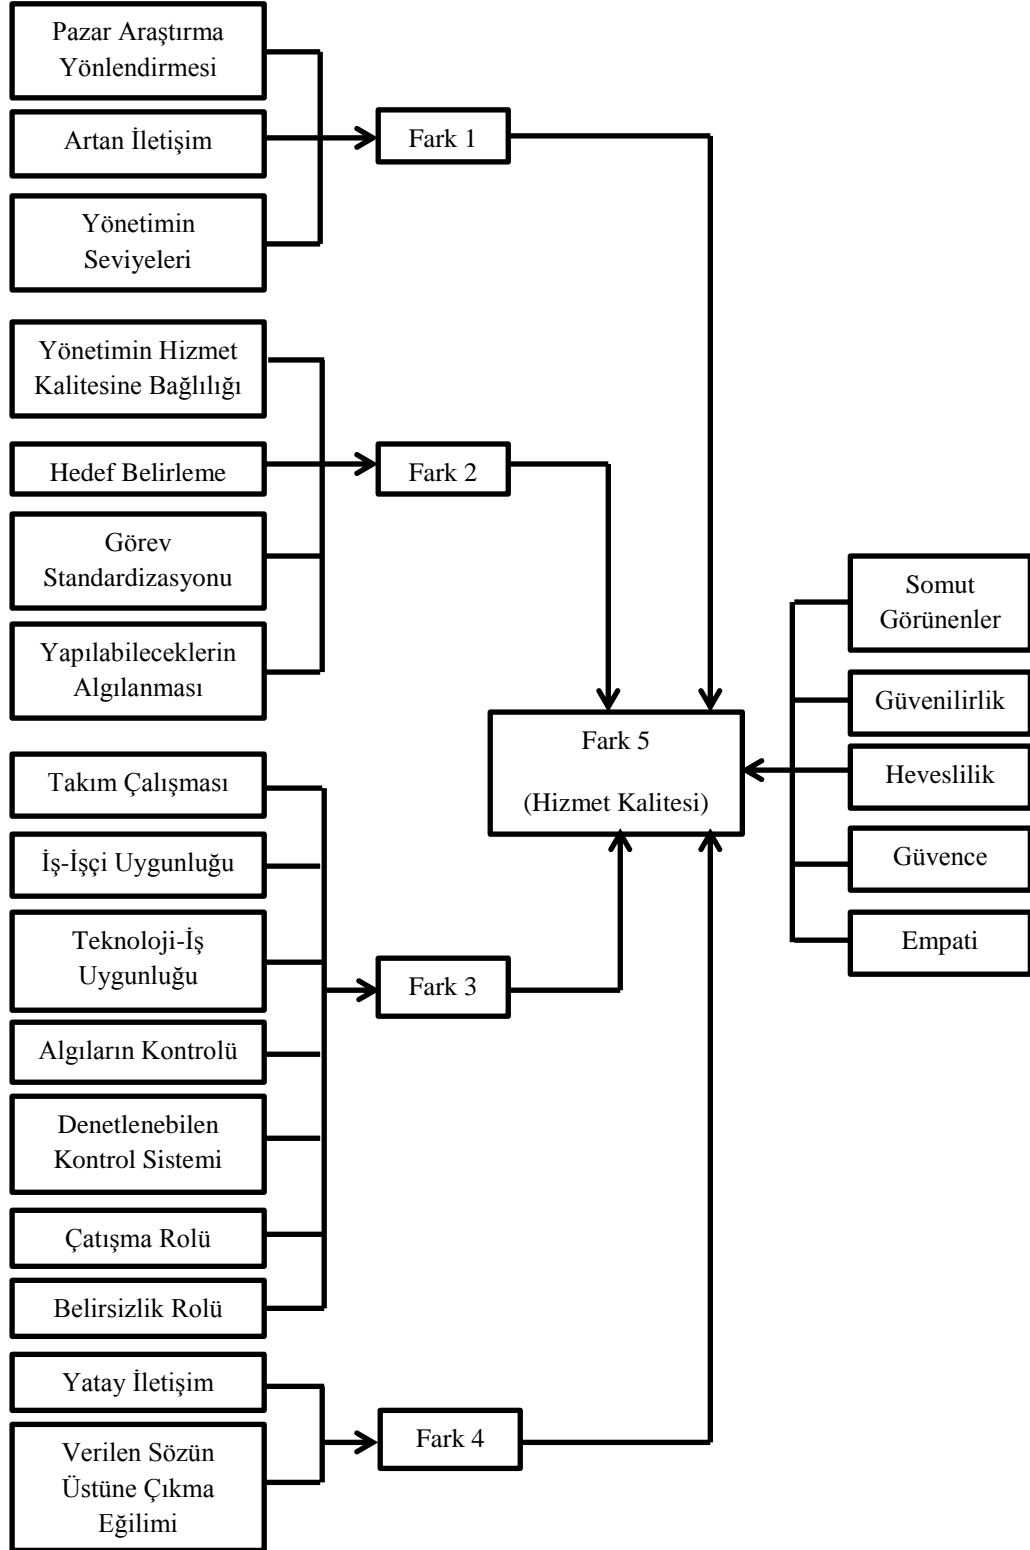 Pazar Araştırma
Yönlendirmesi
Artan İletişim
Yönetimin
Seviyeleri
Fark 1
Yönetimin Hizmet
Kalitesine Bağlılığı
Hedef Belirleme
Görev
Standardizasyonu
Yapılabileceklerin
Algılanması
Fark 2
Takım Çalışması
İş-İşçi Uygunluğu
Teknoloji-İş
Uygunluğu
Algıların Kontrolü
Denetlenebilen
Kontrol Sistemi
Çatışma Rolü
Belirsizlik Rolü
Fark 3
Yatay İletişim
Verilen Sözün
Üstüne Çıkma
Eğilimi
Fark 4
Fark 5
(Hizmet Kalitesi)
Somut
Görünenler
Güvenilirlik
Heveslilik
Güvence
Empati